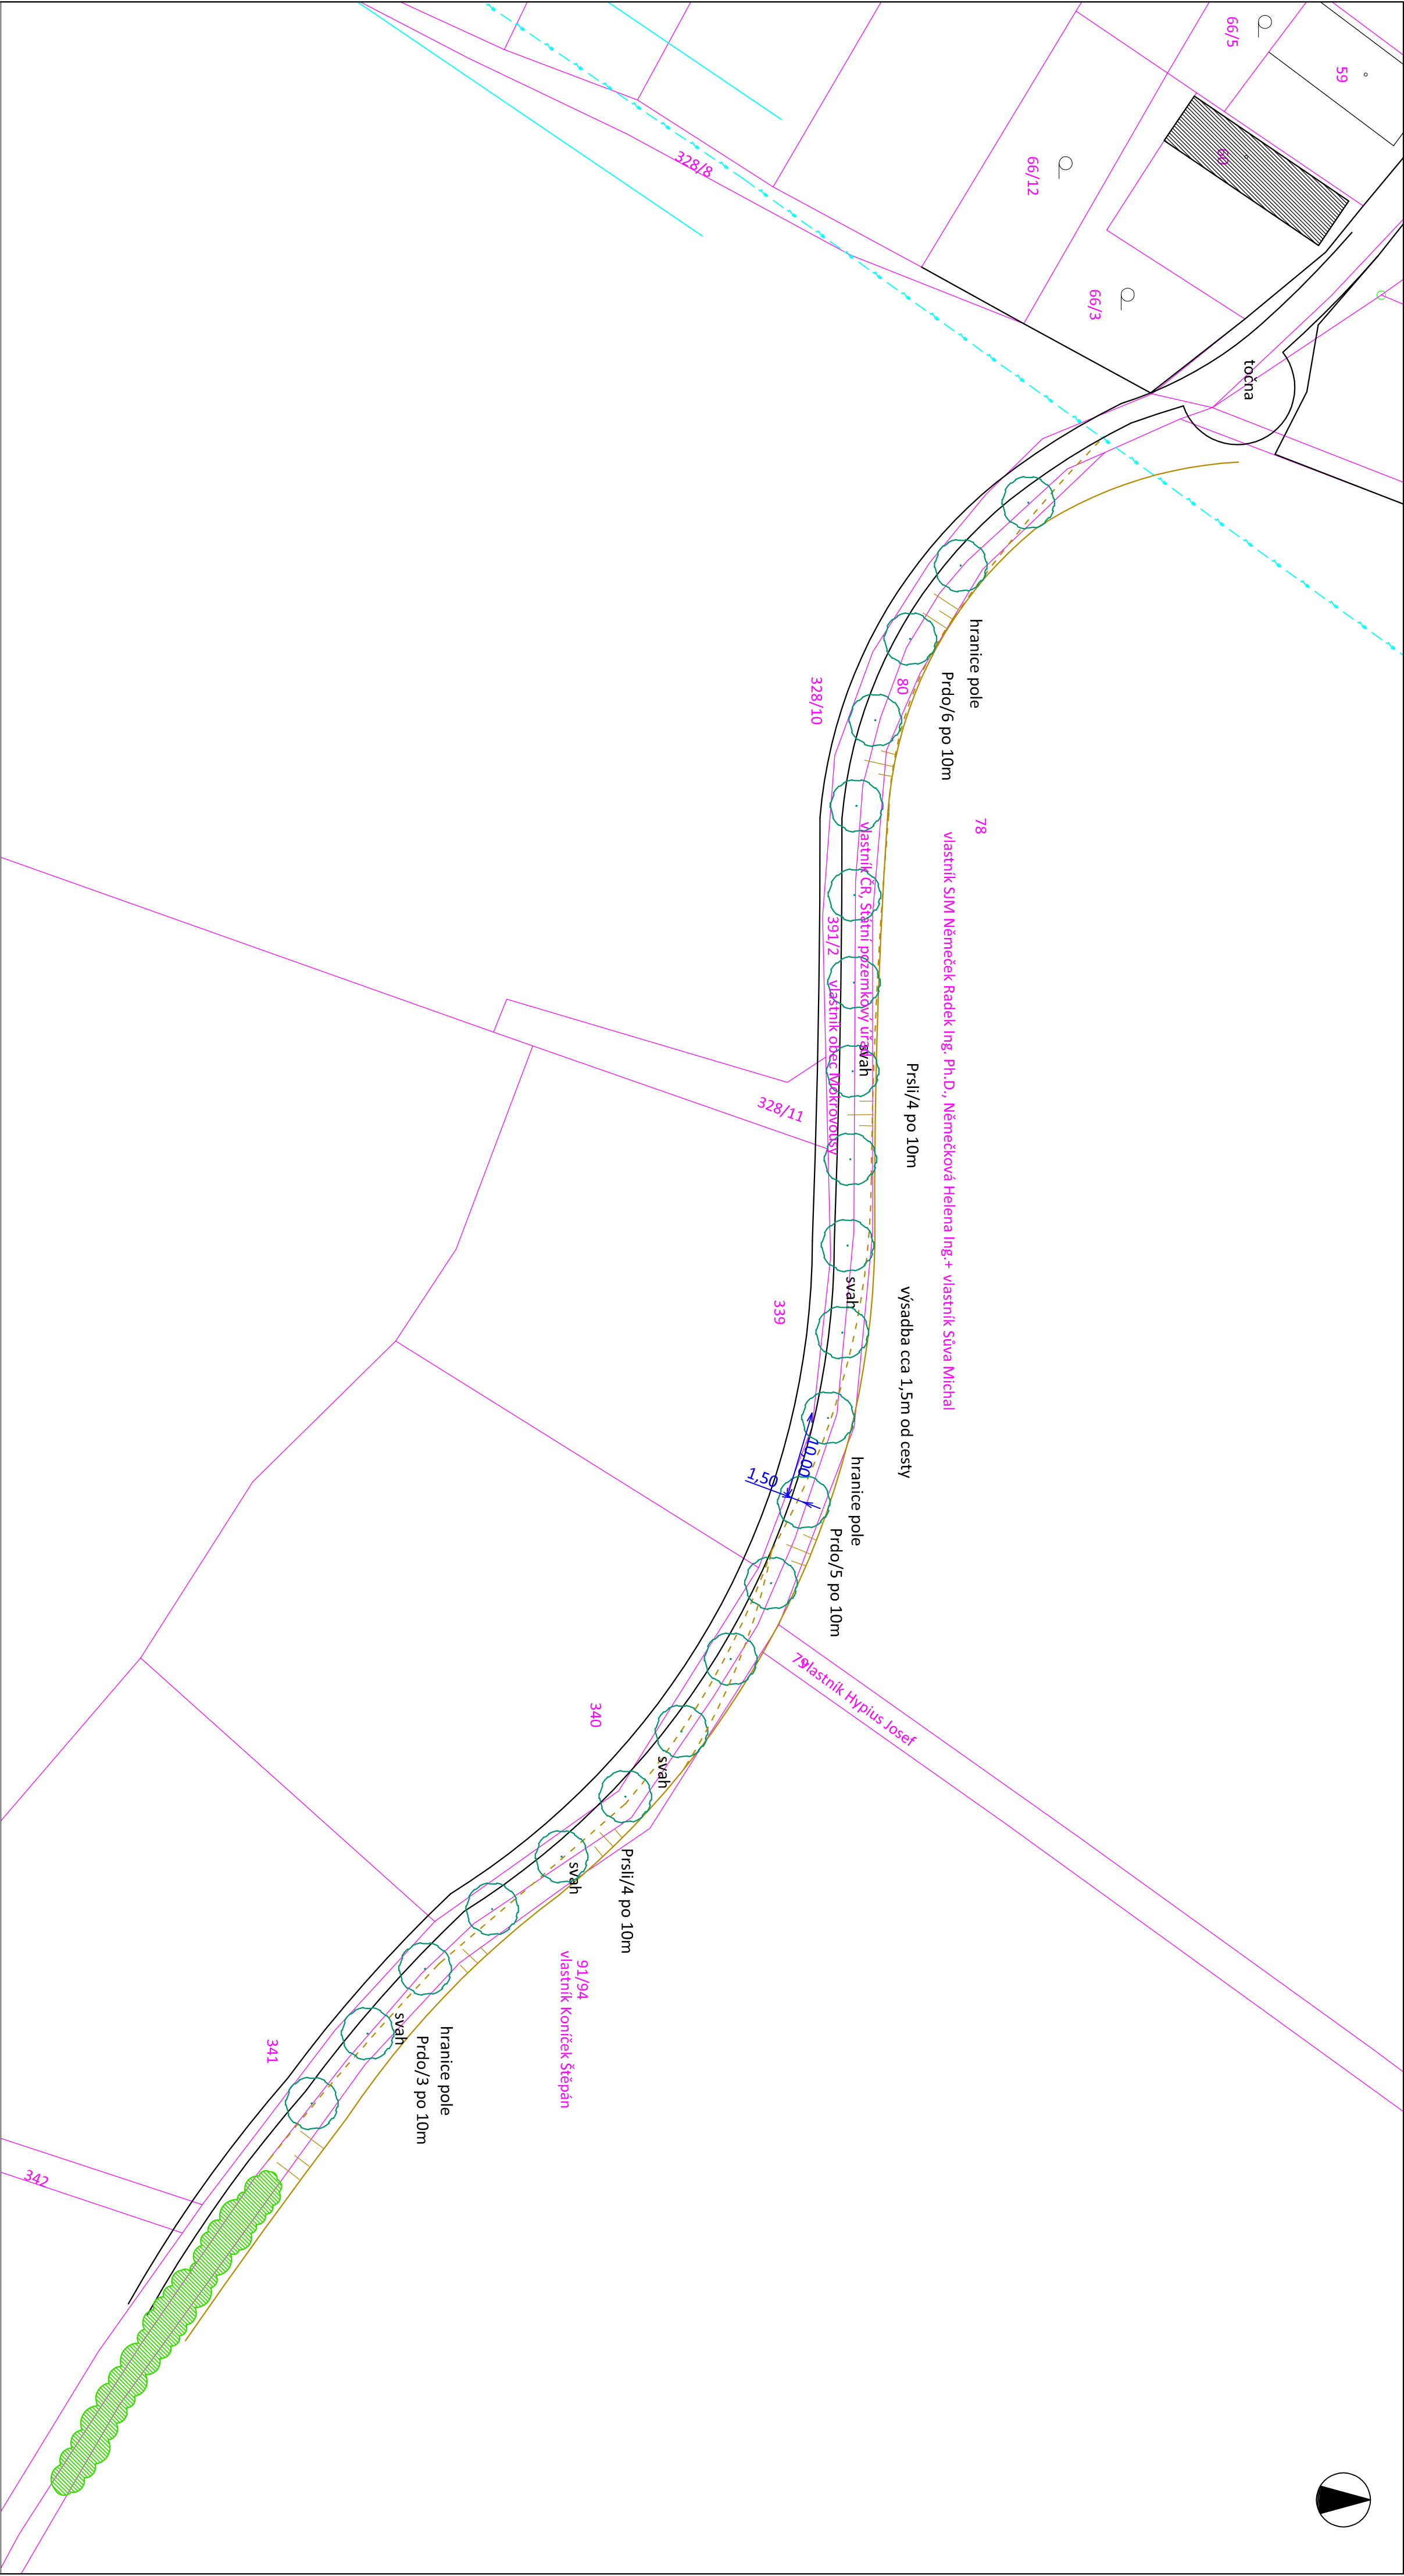 66/5
59
60
66/12
66/3
328/8
točna
hranice pole
Prdo/6 po 10m
80
328/10
78
vlastník SJM Němeček Radek Ing. Ph.D., Němečková Helena Ing.+ vlastník Sůva Michal
vlastník ČR, Státní pozemkový úřad
391/2
vlastník obec Mokrovousy
svah
Prsli/4 po 10m
328/11
svah
339
výsadba cca 1,5m od cesty
10,00
1,50
hranice pole
Prdo/5 po 10m
79
vlastník Hypius Josef
340
svah
Prsli/4 po 10m
svah
91/94
vlastník Koníček Štěpán
svah
hranice pole
Prdo/3 po 10m
341
342